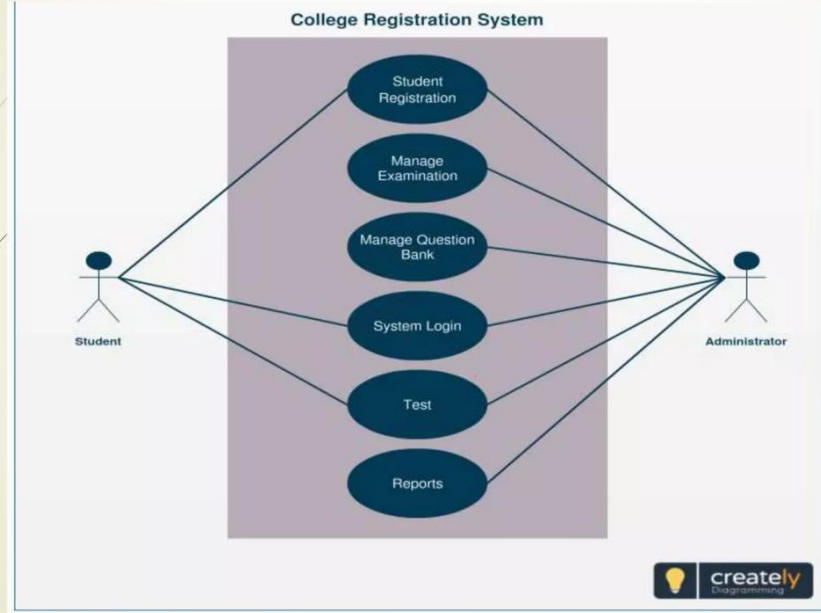 College Registration System
Student
Registration
Manage
Examination
Manage Question
Bank
System Login
Test
Reports
Student
Administrator
creately
Diagramming